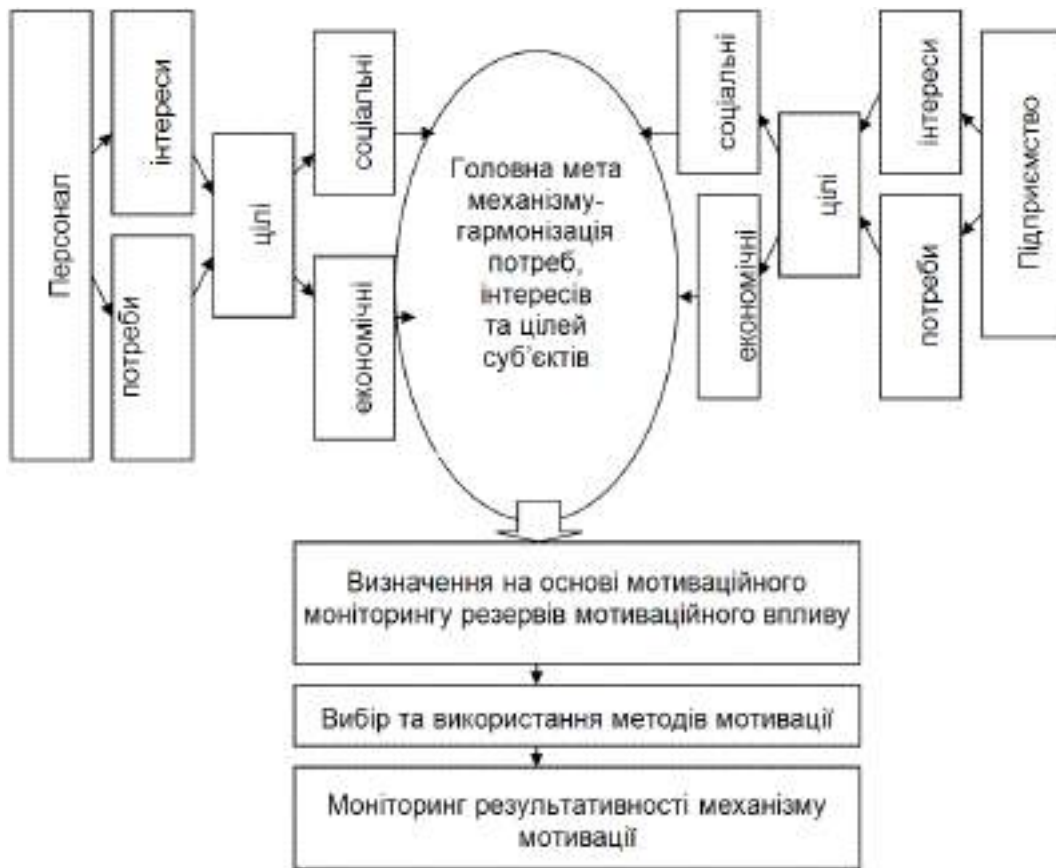 Персонал
інтереси
потреби
цілі
соціальні
економічні
Головна мета
механізму-
гармонізація
потреб,
інтересів
та цілей
суб’єктів
соціальні
економічні
цілі
інтереси
потреби
Підприємство
Визначення на основі мотиваційного
моніторингу резервів мотиваційного впливу
Вибір та використання методів мотивації
Моніторинг результативності механізму
мотивації